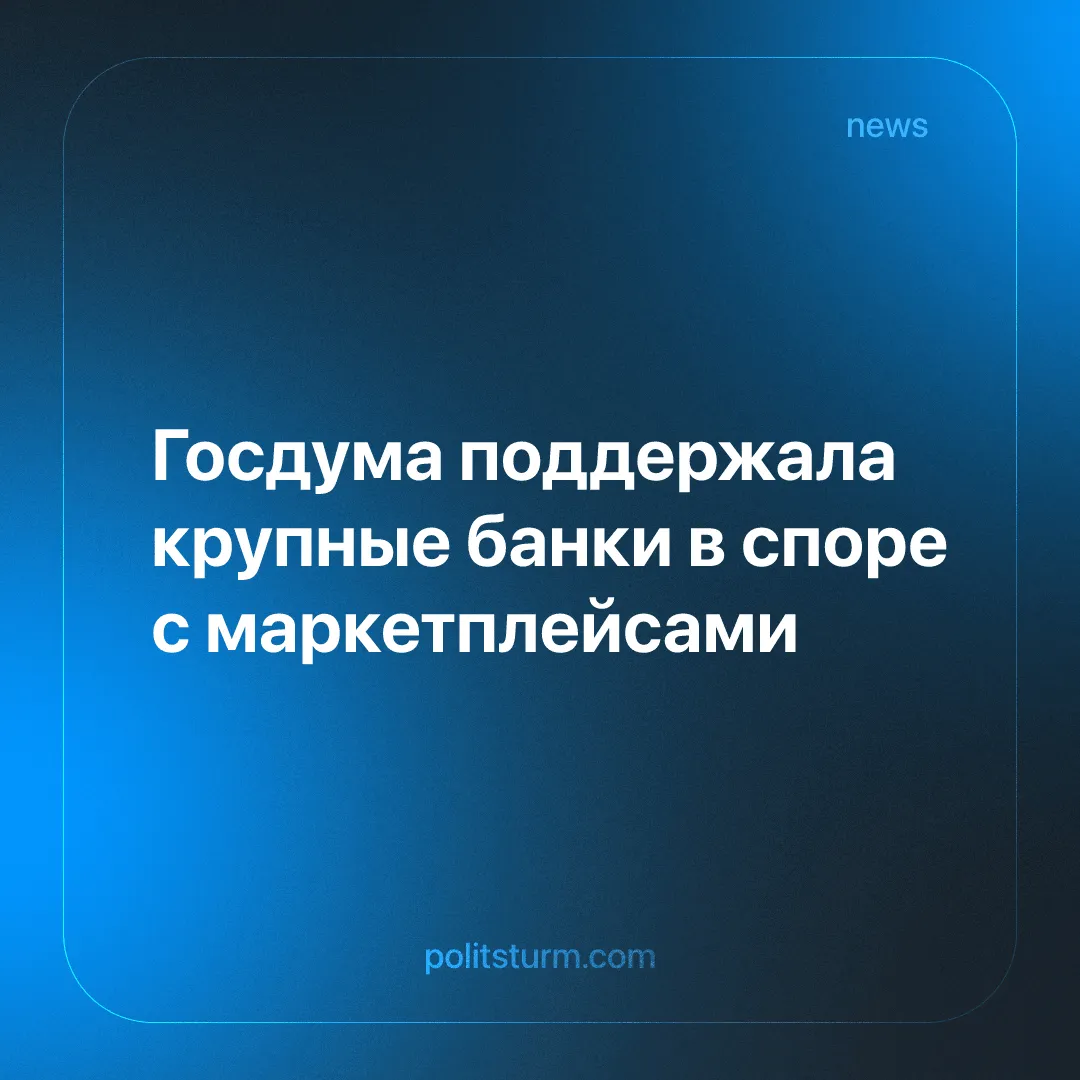 news
Госдума поддержала
крупные банки в споре
с маркетплейсами
politsturm.com